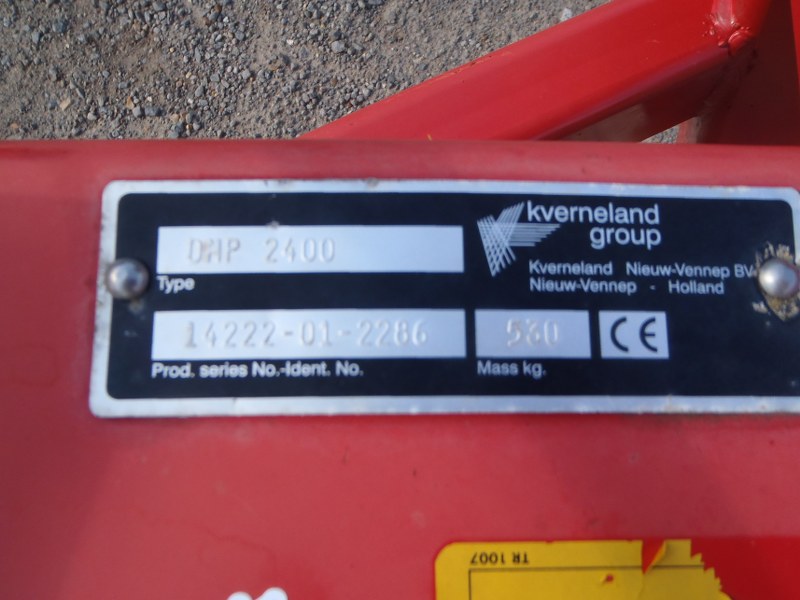 DMP 2400
Type
kverneland
group
Kverneland Nieuw-Vennep BV
Nieuw-Vennep - Holland
14222-01-2286
530
CE
Prod. series No.-Ident. No.
Mass kg.
TR 1007